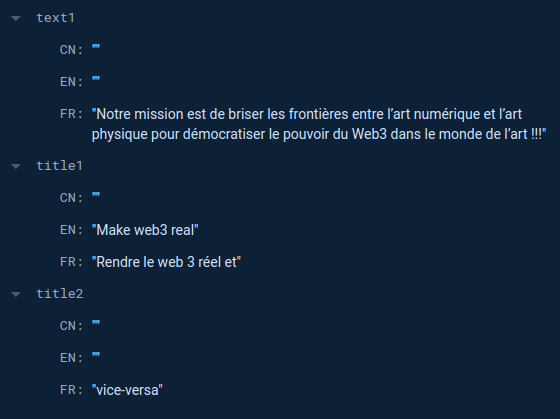 text1
CN: ""
EN: ""
FR: "Notre mission est de briser les frontières entre l’art numérique et l’art
physique pour démocratiser le pouvoir du Web3 dans le monde de l’art !!!"
title1
CN: ""
EN: "Make web3 real"
FR: "Rendre le web 3 réel et"
title2
CN: ""
EN: ""
FR: "vice-versa"